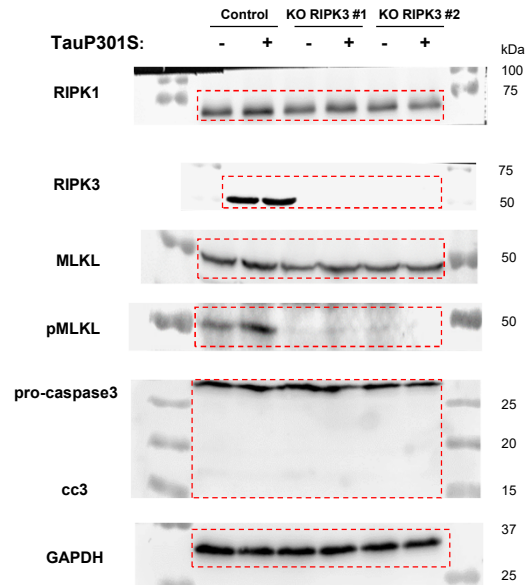 Control KO RIPK3 #1 KO RIPK3 #2
TauP301S: - + - + - +
kDa
RIPK1 100
75
RIPK3 75
50
MLKL 50
pMLKL 50
pro-caspase3 25
20
cc3 15
GAPDH 37
25